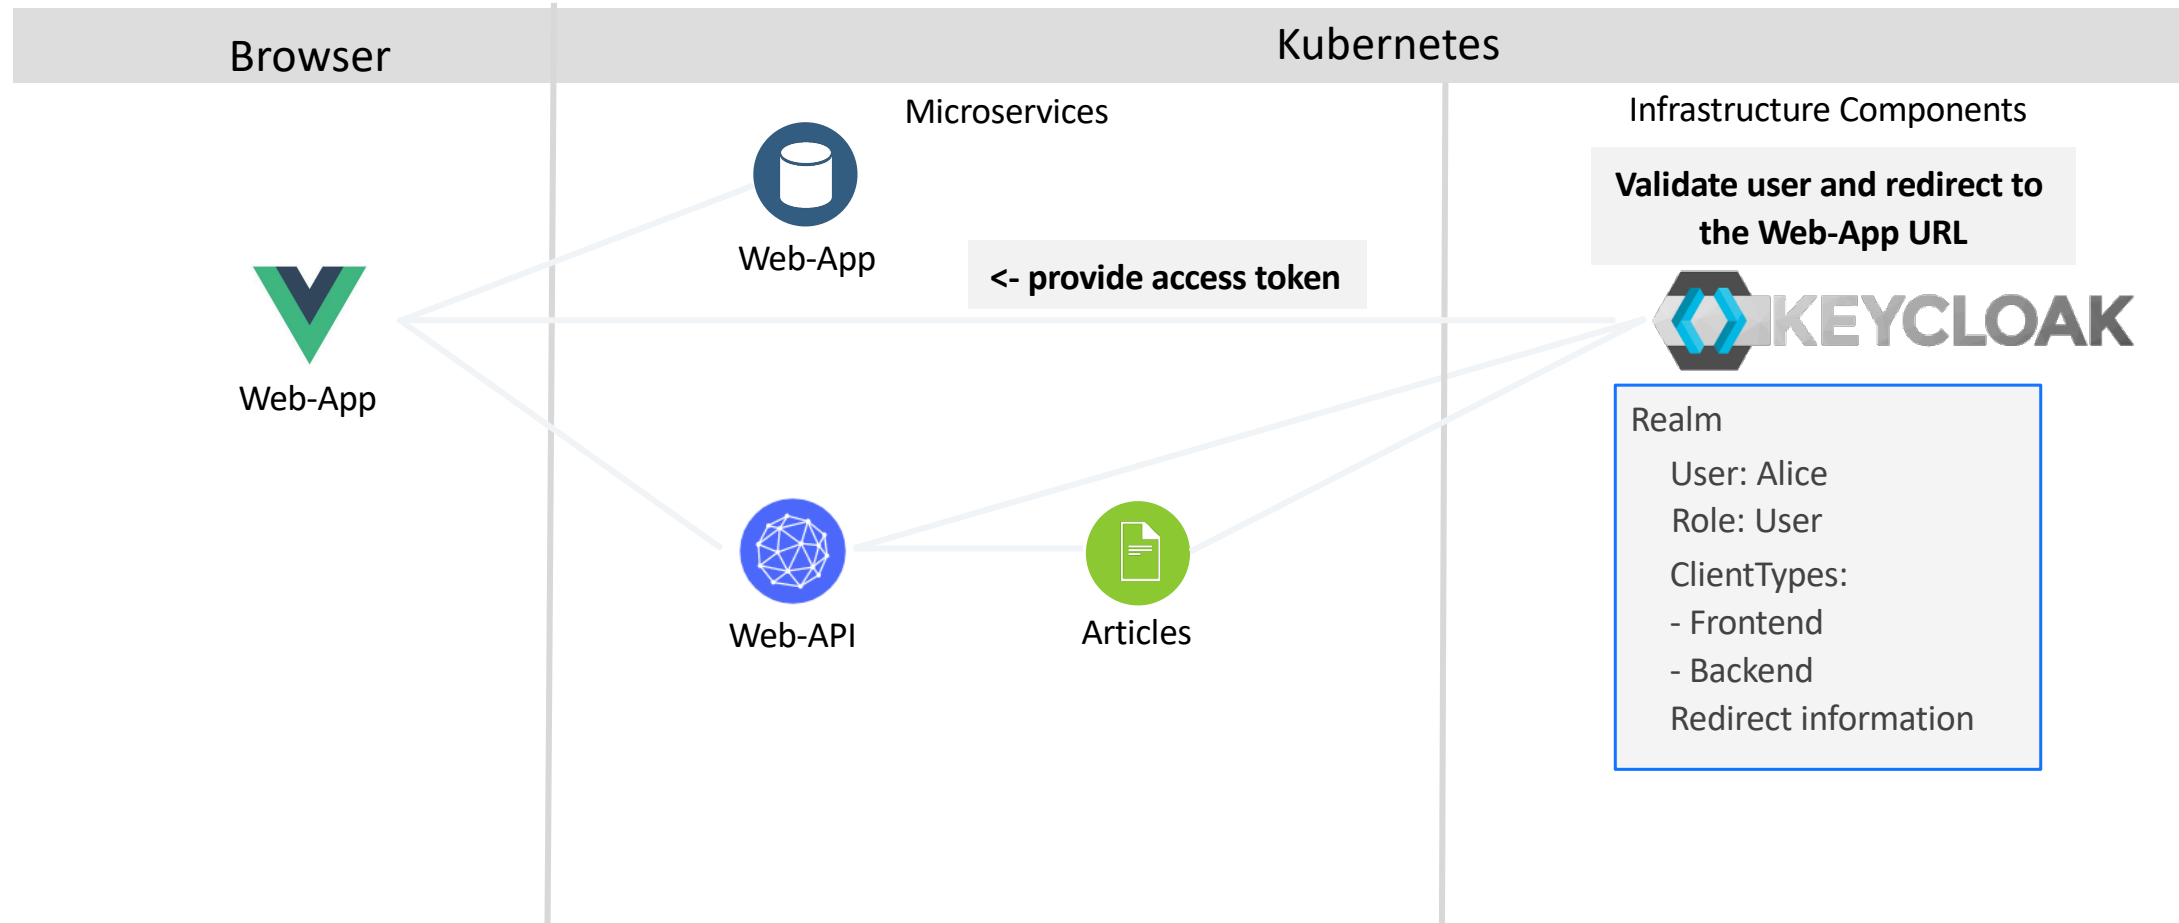 Browser
Kubernetes
Microservices
Infrastructure Components
Validate user and redirect to
the Web-App URL
Web-App
<- provide access token
KEYCLOAK
Web-App
Realm
User: Alice
Role: User
ClientTypes:
- Frontend
- Backend
Redirect information
Web-API
Articles